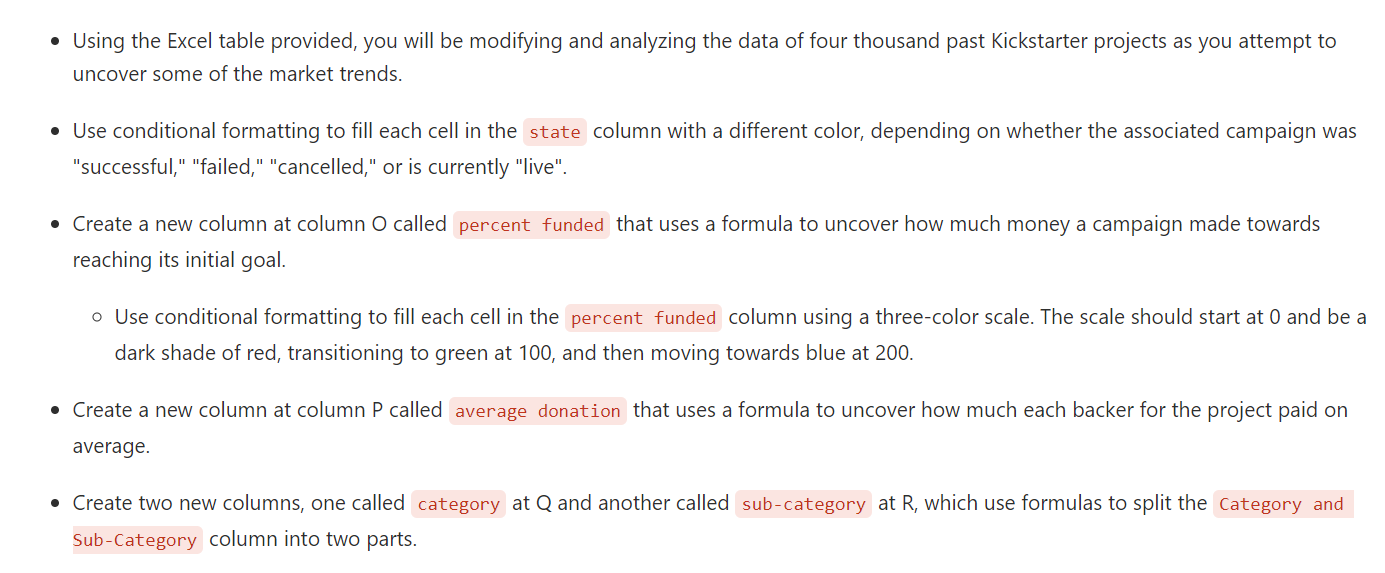 Using the Excel table provided, you will be modifying and analyzing the data of four thousand past Kickstarter projects as you attempt to
uncover some of the market trends.
Use conditional formatting to fill each cell in the state column with a different color, depending on whether the associated campaign was
"successful," "failed," "cancelled," or is currently "live".
Create a new column at column O called percent funded that uses a formula to uncover how much money a campaign made towards
reaching its initial goal.
Use conditional formatting to fill each cell in the percent funded column using a three-color scale. The scale should start at 0 and be a
dark shade of red, transitioning to green at 100, and then moving towards blue at 200.
Create a new column at column P called average donation that uses a formula to uncover how much each backer for the project paid on
average.
Create two new columns, one called category at Q and another called sub-category at R, which use formulas to split the Category and
Sub-Category column into two parts.